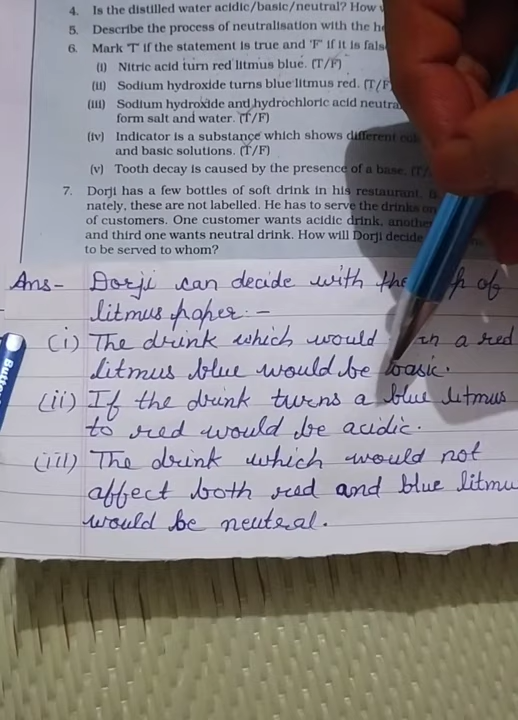 4. Is the distilled water acidic/basic/neutral? How
5. Describe the process of neutralisation with the
6. Mark 'T' if the statement is true and 'F' if it is
(i) Nitric acid turn red litmus blue. (T/F)
(ii) Sodium hydroxide turns blue litmus red. (T/F
(iii) Sodium hydroxide and hydrochloric acid
form salt and water. (T/F)
(iv) Indicator is a substance which shows different
and basic solutions. (T/F)
(v) Tooth decay is caused by the presence of a base. (T/
7. Dorji has a few bottles of soft drink in his restaurant.
nately, these are not labelled. He has to serve the drinks on
of customers. One customer wants acidic drink, another
and third one wants neutral drink. How will Dorji decide
to be served to whom?
Ans- Dorji can decide with the of
litmus paper:-
(i) The drink which would a red
litmus blue would be basic.
(ii) If the drink turns a blue litmus
to red would be acidic.
(iii) The drink which would not
affect both red and blue litmu
would be neutral.